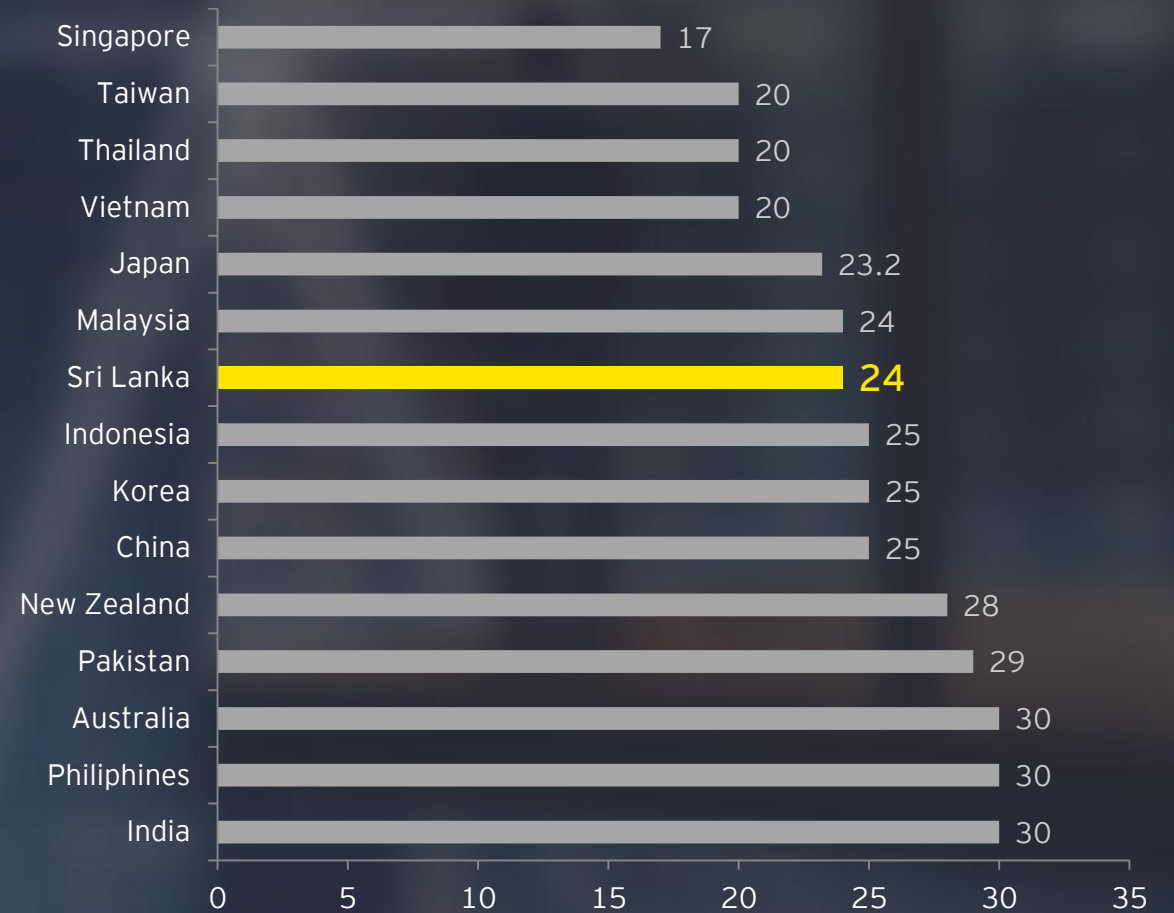 Singapore 17
Taiwan 20
Thailand 20
Vietnam 20
Japan 23.2
Malaysia 24
Sri Lanka 24
Indonesia 25
Korea 25
China 25
New Zealand 28
Pakistan 29
Australia 30
Philiphines 30
India 30
0 5 10 15 20 25 30 35